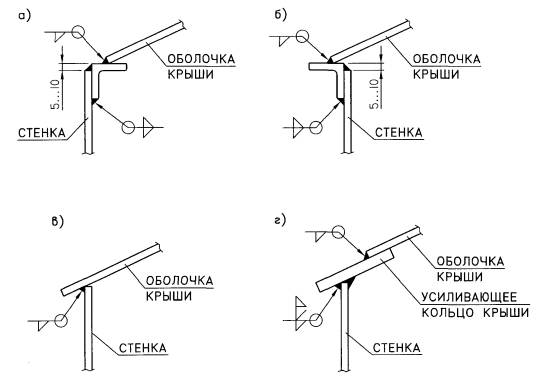 а)
ОБОЛОЧКА
КРЫШИ
5...10
СТЕНКА
б)
ОБОЛОЧКА
КРЫШИ
5...10
СТЕНКА
в)
ОБОЛОЧКА
КРЫШИ
СТЕНКА
г)
ОБОЛОЧКА
КРЫШИ
УСИЛИВАЮЩЕЕ
КОЛЬЦО КРЫШИ
СТЕНКА